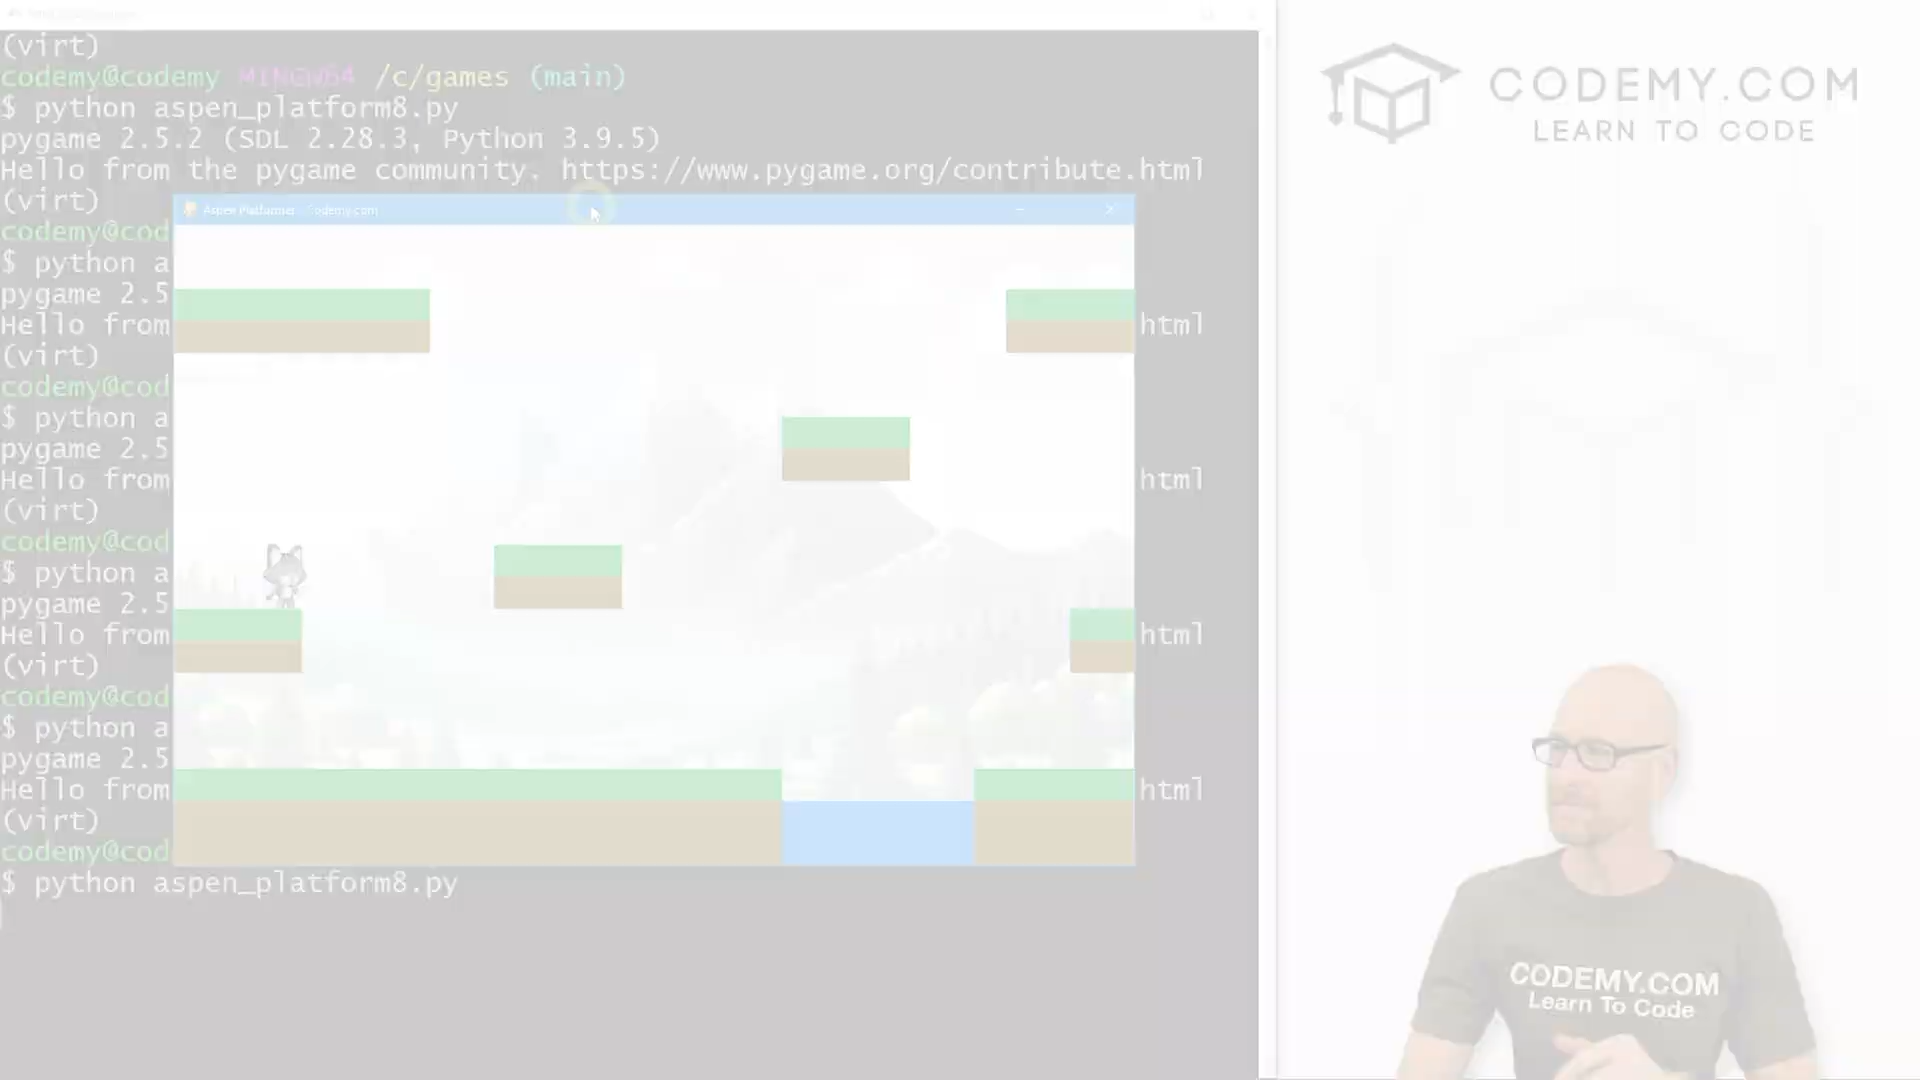 (virt)
codemy@codemy MINGW64 /c/games (main)
$ python aspen_platform8.py
pygame 2.5.2 (SDL 2.28.3, Python 3.9.5)
Hello from the pygame community. https://www.pygame.org/contribute.html
(virt)
Aspen Platformer - Codemy.com
codemy@cod
$ python a
pygame 2.5
Hello from html
(virt)
codemy@cod
$ python a
pygame 2.5
Hello from html
(virt)
codemy@cod
$ python a
pygame 2.5
Hello from html
(virt)
codemy@cod
$ python a
pygame 2.5
Hello from html
(virt)
codemy@cod
$ python aspen_platform8.py
CODEMY.COM
LEARN TO CODE
CODEMY.COM
Learn To Code